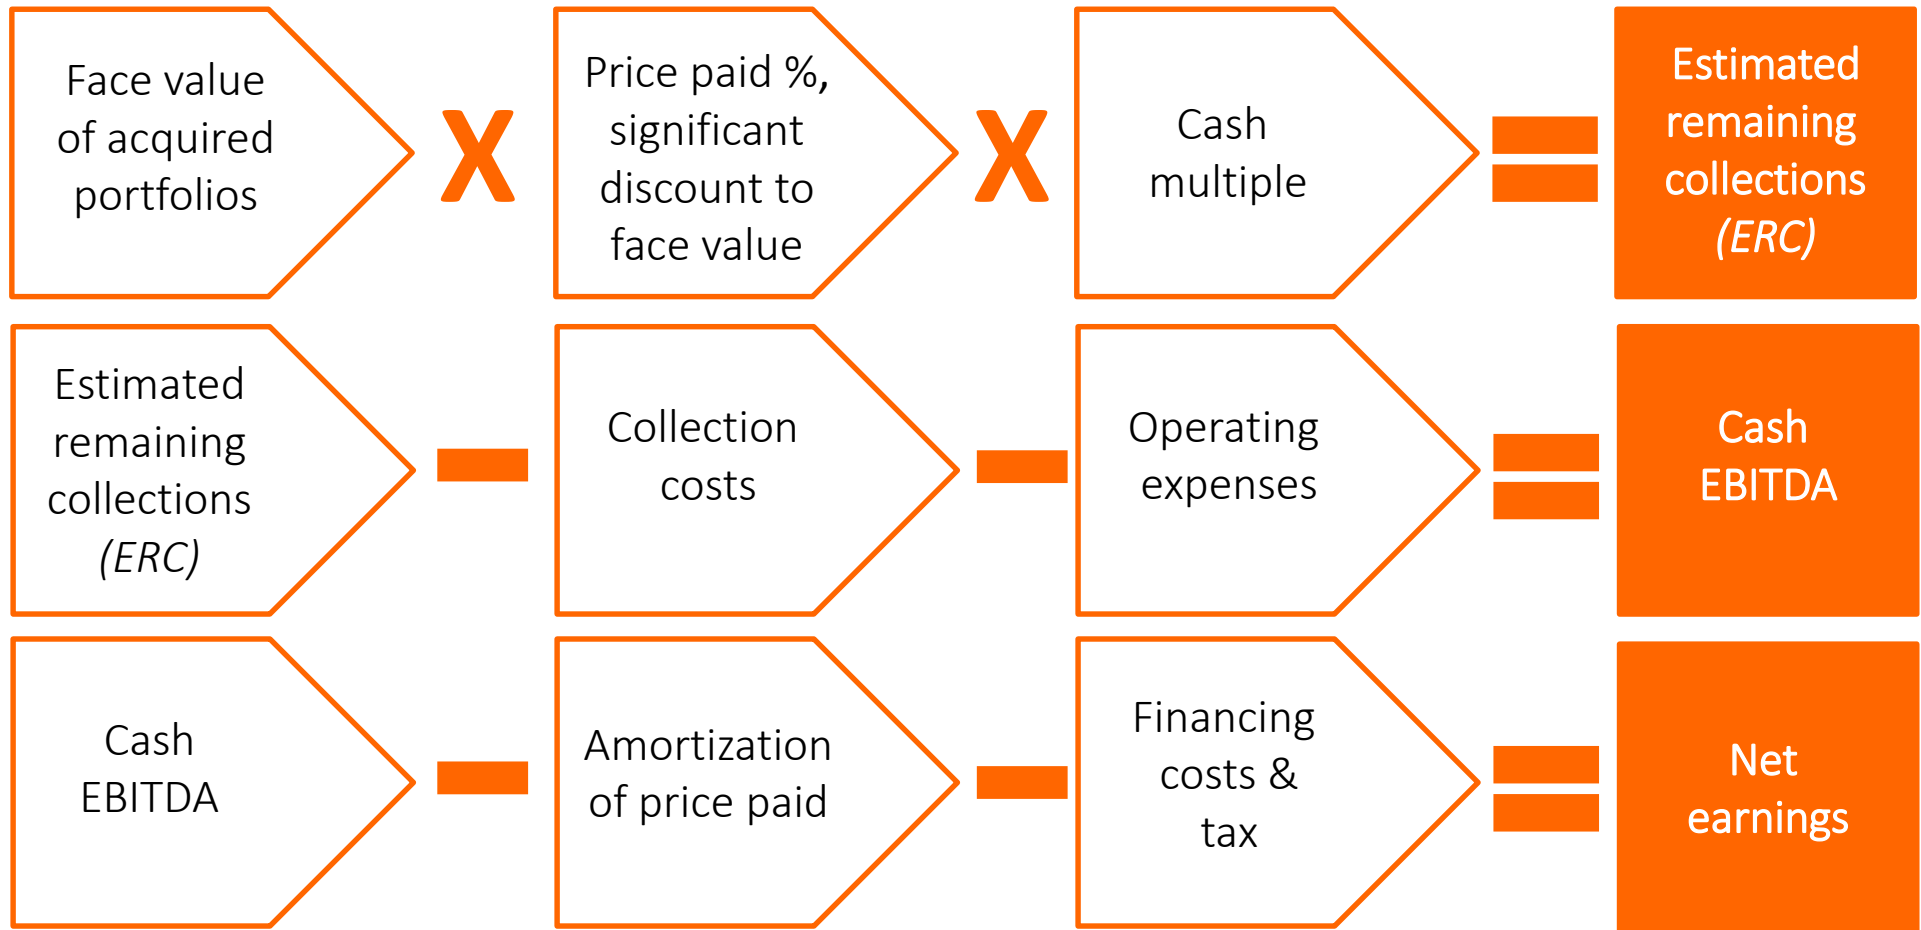 Face value
of acquired
portfolios
X
Price paid %,
significant
discount to
face value
X
Cash
multiple
=
Estimated
remaining
collections
(ERC)
Estimated
remaining
collections
(ERC)
-
Collection
costs
-
Operating
expenses
=
Cash
EBITDA
Cash
EBITDA
-
Amortization
of price paid
-
Financing
costs &
tax
=
Net
earnings